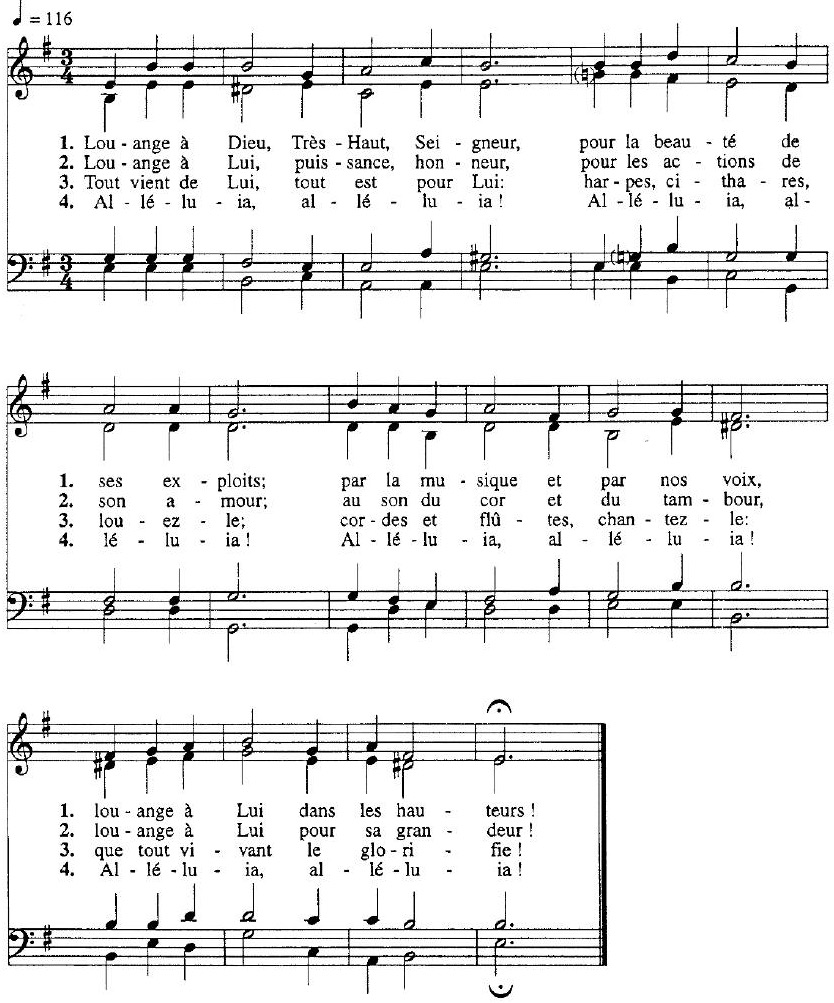 ♩ = 116
1. Lou - ange à Dieu, Très - Haut, Sei - gneur, pour la beau - té de
2. Lou - ange à Lui, puis - sance, hon - neur, pour les ac - tions de
3. Tout vient de Lui, tout est pour Lui: har - pes, ci - tha - res,
4. Al - lé - lu - ia, al - lé - lu - ia ! Al - lé - lu - ia, al -
1. ses ex - ploits; par la mu - sique et par nos voix,
2. son a - mour; au son du cor et du tam - bour,
3. lou - ez - le; cor - des et flû - tes, chan - tez - le:
4. lé - lu - ia ! Al - lé - lu - ia, al - lé - lu - ia !
1. lou - ange à Lui dans les hau - teurs !
2. lou - ange à Lui pour sa gran - deur !
3. que tout vi - vant le glo - ri - fie !
4. Al - lé - lu - ia, al - lé - lu - ia !